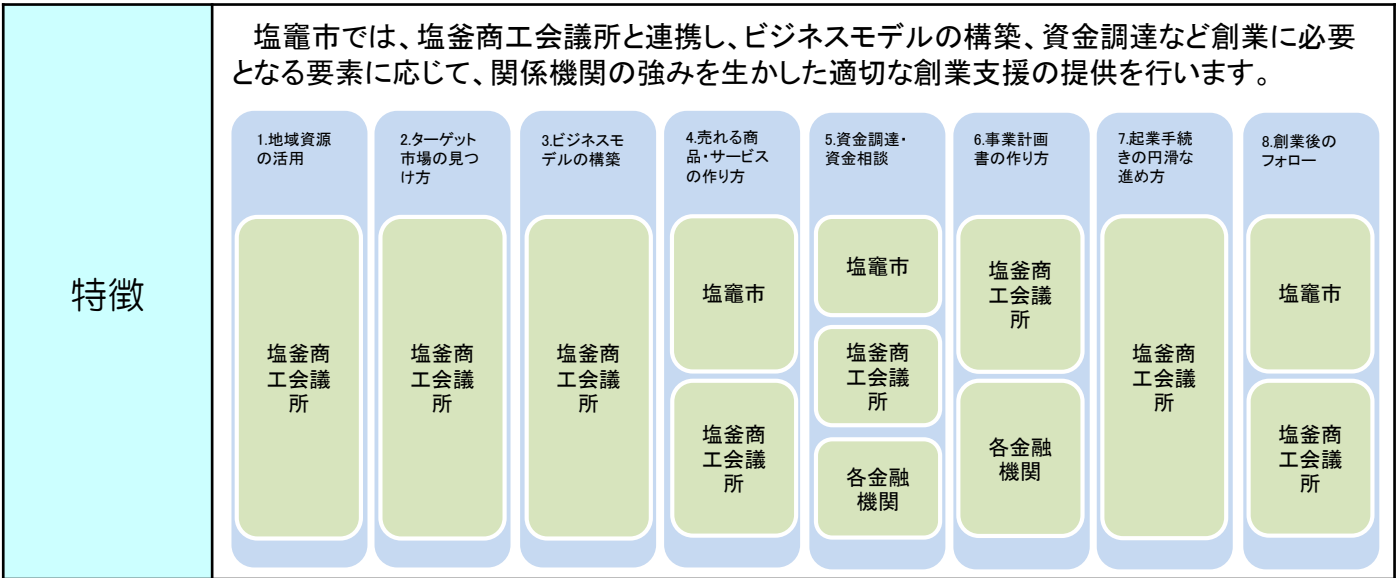 塩竈市では、塩釜商工会議所と連携し、ビジネスモデルの構築、資金調達など創業に必要
となる要素に応じて、関係機関の強みを生かした適切な創業支援の提供を行います。
特徴
1.地域資源
の活用
塩釜商
工会議
所
2.ターゲット
市場の見つ
け方
塩釜商
工会議
所
3.ビジネスモ
デルの構築
塩釜商
工会議
所
4.売れる商
品・サービス
の作り方
塩竈市
塩釜商
工会議
所
5.資金調達・
資金相談
塩竈市
塩釜商
工会議
所
各金融
機関
6.事業計画
書の作り方
塩釜商
工会議
所
各金融
機関
7.起業手続
きの円滑な
進め方
塩釜商
工会議
所
8.創業後の
フォロー
塩竈市
塩釜商
工会議
所